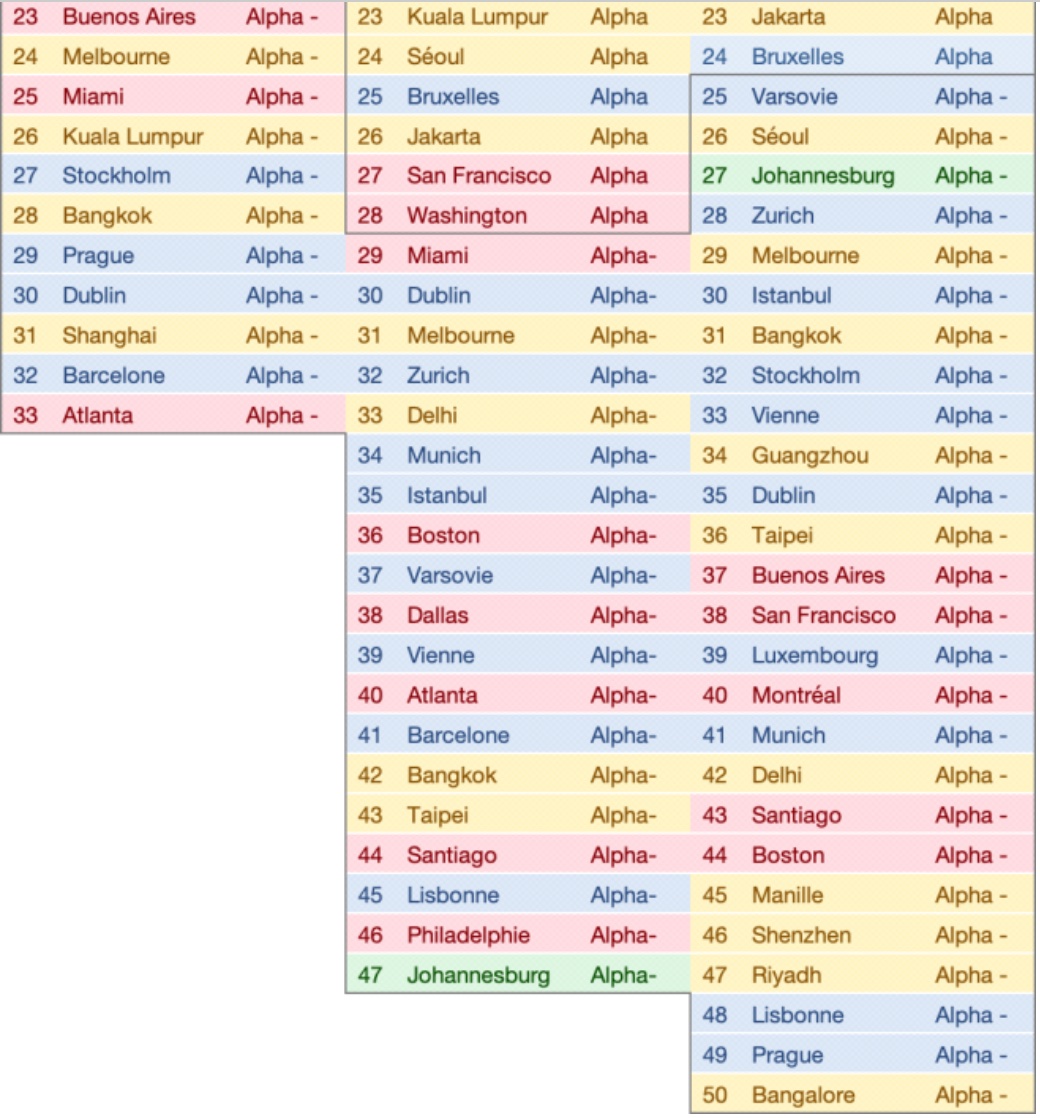 23 Buenos Aires Alpha - 23 Kuala Lumpur Alpha 23 Jakarta Alpha
24 Melbourne Alpha - 24 Séoul Alpha 24 Bruxelles Alpha
25 Miami Alpha - 25 Bruxelles Alpha 25 Varsovie Alpha -
26 Kuala Lumpur Alpha - 26 Jakarta Alpha 26 Séoul Alpha -
27 Stockholm Alpha - 27 San Francisco Alpha 27 Johannesburg Alpha -
28 Bangkok Alpha - 28 Washington Alpha 28 Zurich Alpha -
29 Prague Alpha - 29 Miami Alpha- 29 Melbourne Alpha -
30 Dublin Alpha - 30 Dublin Alpha- 30 Istanbul Alpha -
31 Shanghai Alpha - 31 Melbourne Alpha- 31 Bangkok Alpha -
32 Barcelone Alpha - 32 Zurich Alpha- 32 Stockholm Alpha -
33 Atlanta Alpha - 33 Delhi Alpha- 33 Vienne Alpha -
34 Munich Alpha- 34 Guangzhou Alpha -
35 Istanbul Alpha- 35 Dublin Alpha -
36 Boston Alpha- 36 Taipei Alpha -
37 Varsovie Alpha- 37 Buenos Aires Alpha -
38 Dallas Alpha- 38 San Francisco Alpha -
39 Vienne Alpha- 39 Luxembourg Alpha -
40 Atlanta Alpha- 40 Montréal Alpha -
41 Barcelone Alpha- 41 Munich Alpha -
42 Bangkok Alpha- 42 Delhi Alpha -
43 Taipei Alpha- 43 Santiago Alpha -
44 Santiago Alpha- 44 Boston Alpha -
45 Lisbonne Alpha- 45 Manille Alpha -
46 Philadelphie Alpha- 46 Shenzhen Alpha -
47 Johannesburg Alpha- 47 Riyadh Alpha -
48 Lisbonne Alpha -
49 Prague Alpha -
50 Bangalore Alpha -